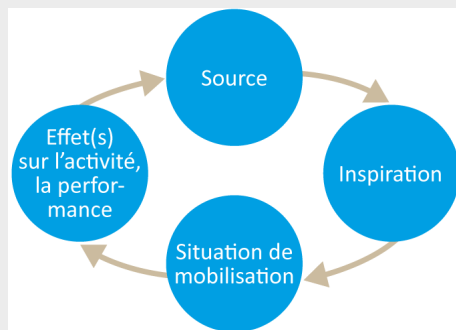 Source
Inspiration
Situation de
mobilisation
Effet(s)
sur l’activité,
la perfor-
mance